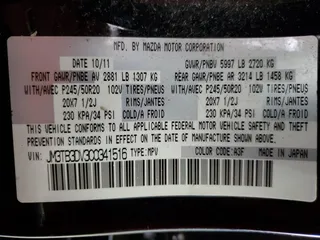 MFD. BY MAZDA MOTOR CORPORATION
DATE 10/11 GVWR/PNBV 5997 LB 2720 KG
FRONT GAWR/PNBE AV 2881 LB 1307 KG REAR GAWR/PNBE AR 3214 LB 1458 KG
WITH/AVEC P245/50R20 102V TIRES/PNEUS WITH/AVEC P245/50R20 102V TIRES/PNEUS
20X7 1/2J RIMS/JANTES 20X7 1/2J RIMS/JANTES
230 KPA/34 PSI COLD/A FROID 230 KPA/34 PSI COLD/A FROID
THIS VEHICLE CONFORMS TO ALL APPLICABLE FEDERAL MOTOR VEHICLE SAFETY AND THEFT
PREVENTION STANDARDS IN EFFECT ON THE DATE OF MANUFACTURE SHOWN ABOVE.
VIN: JM3TB3DV3C0341516 TYPE:MPV COLOR: A3F MADE IN JAPAN